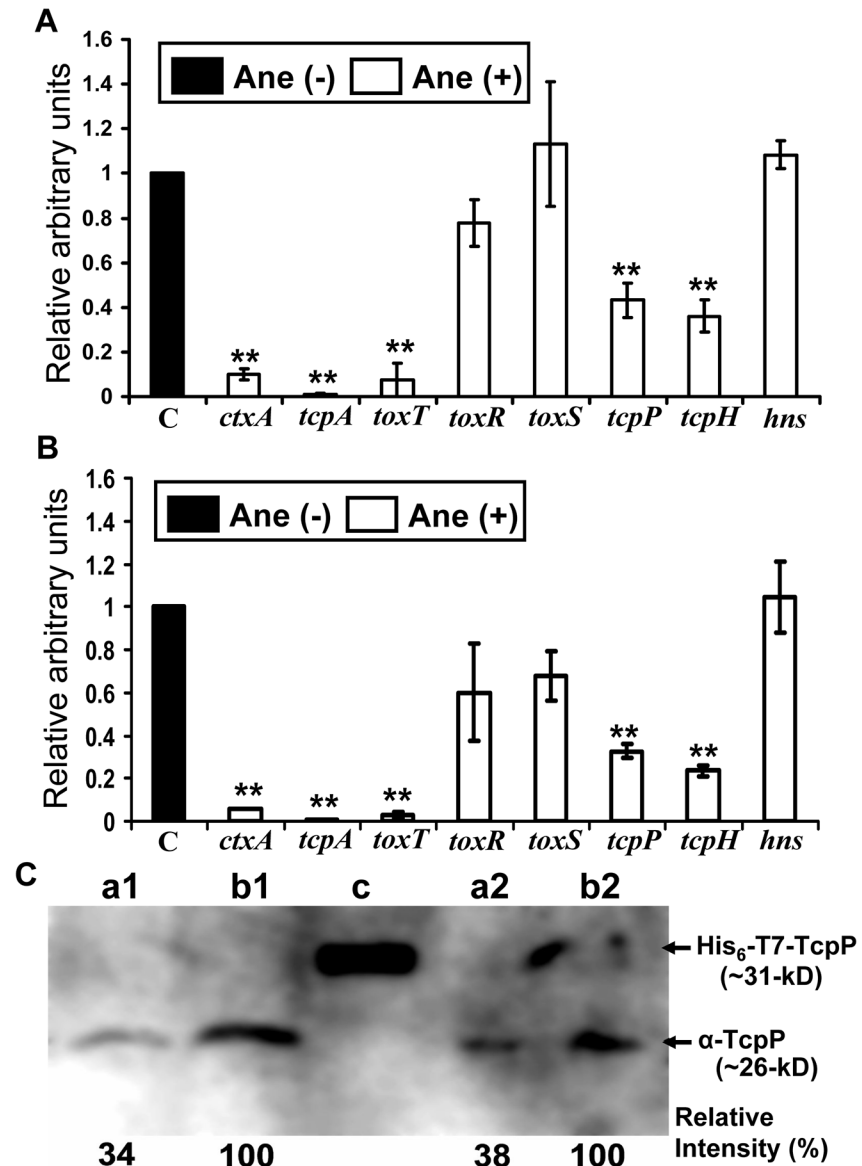 A
Relative arbitrary units
1.6
1.4
1.2
1
0.8
0.6
0.4
0.2
0
Ane (-) Ane (+)
** ** ** ** **
C ctxA tcpA toxT toxR toxS tcpP tcpH hns
B
Relative arbitrary units
1.6
1.4
1.2
1
0.8
0.6
0.4
0.2
0
Ane (-) Ane (+)
** ** ** ** **
C ctxA tcpA toxT toxR toxS tcpP tcpH hns
C
a1 b1 c a2 b2
His₆-T7-TcpP
(~31-kD)
α-TcpP
(~26-kD)
Relative
Intensity (%)
34 100 38 100